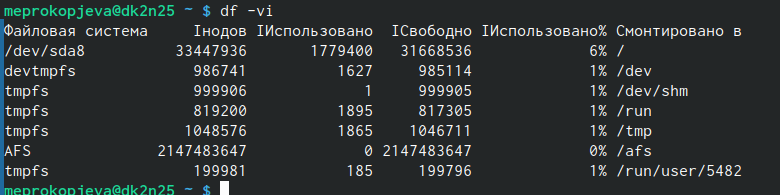 meprokopjeva@dk2n25 ~ $ df -vi
Файловая система Iнодов IИспользовано IСвободно IИспользовано% Cмонтировано в
/dev/sda8 33447936 1779400 31668536 6% /
devtmpfs 986741 1627 985114 1% /dev
tmpfs 999906 1 999905 1% /dev/shm
tmpfs 819200 1895 817305 1% /run
tmpfs 1048576 1865 1046711 1% /tmp
AFS 2147483647 0 2147483647 0% /afs
tmpfs 199981 185 199796 1% /run/user/5482
meprokopjeva@dk2n25 ~ $